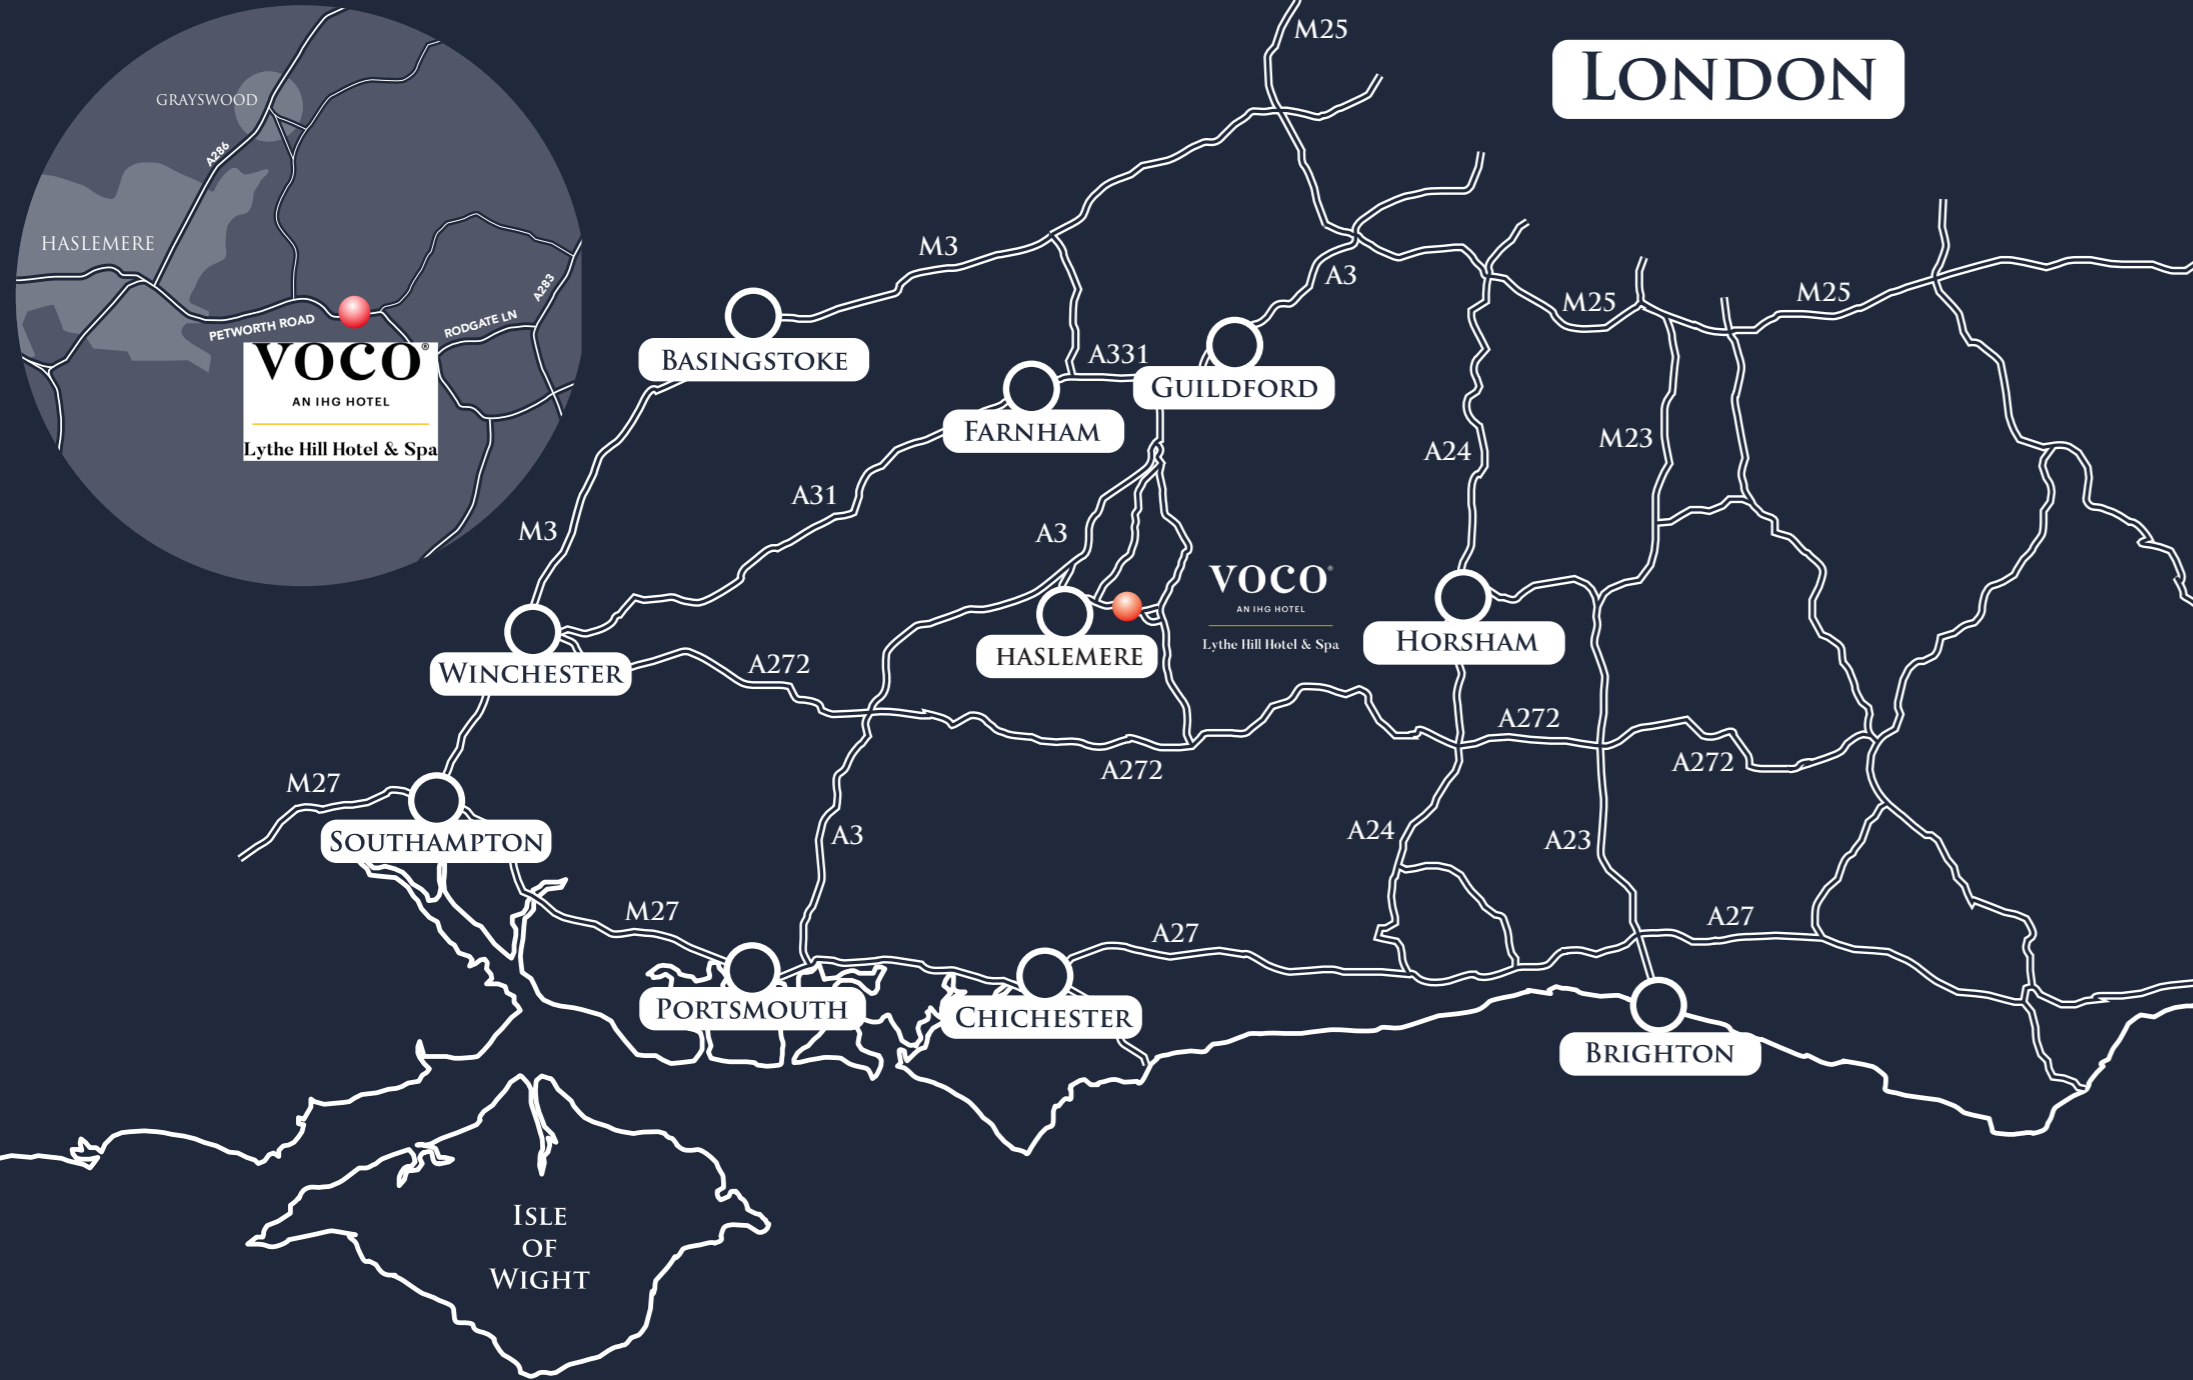 M25
LONDON
GRAYSWOOD
A286
HASLEMERE
A283
PETWORTH ROAD
RODGATE LN
VOCO®
AN IHG HOTEL
Lythe Hill Hotel & Spa
M3
A3
M25
M25
BASINGSTOKE
A331
GUILDFORD
FARNHAM
A24
M23
A31
M3
A3
VOCO®
AN IHG HOTEL
Lythe Hill Hotel & Spa
HORSHAM
HASLEMERE
WINCHESTER
A272
A272
A272
A272
M27
SOUTHAMPTON
A3
A24
A23
M27
A27
A27
PORTSMOUTH
CHICHESTER
BRIGHTON
ISLE
OF
WIGHT